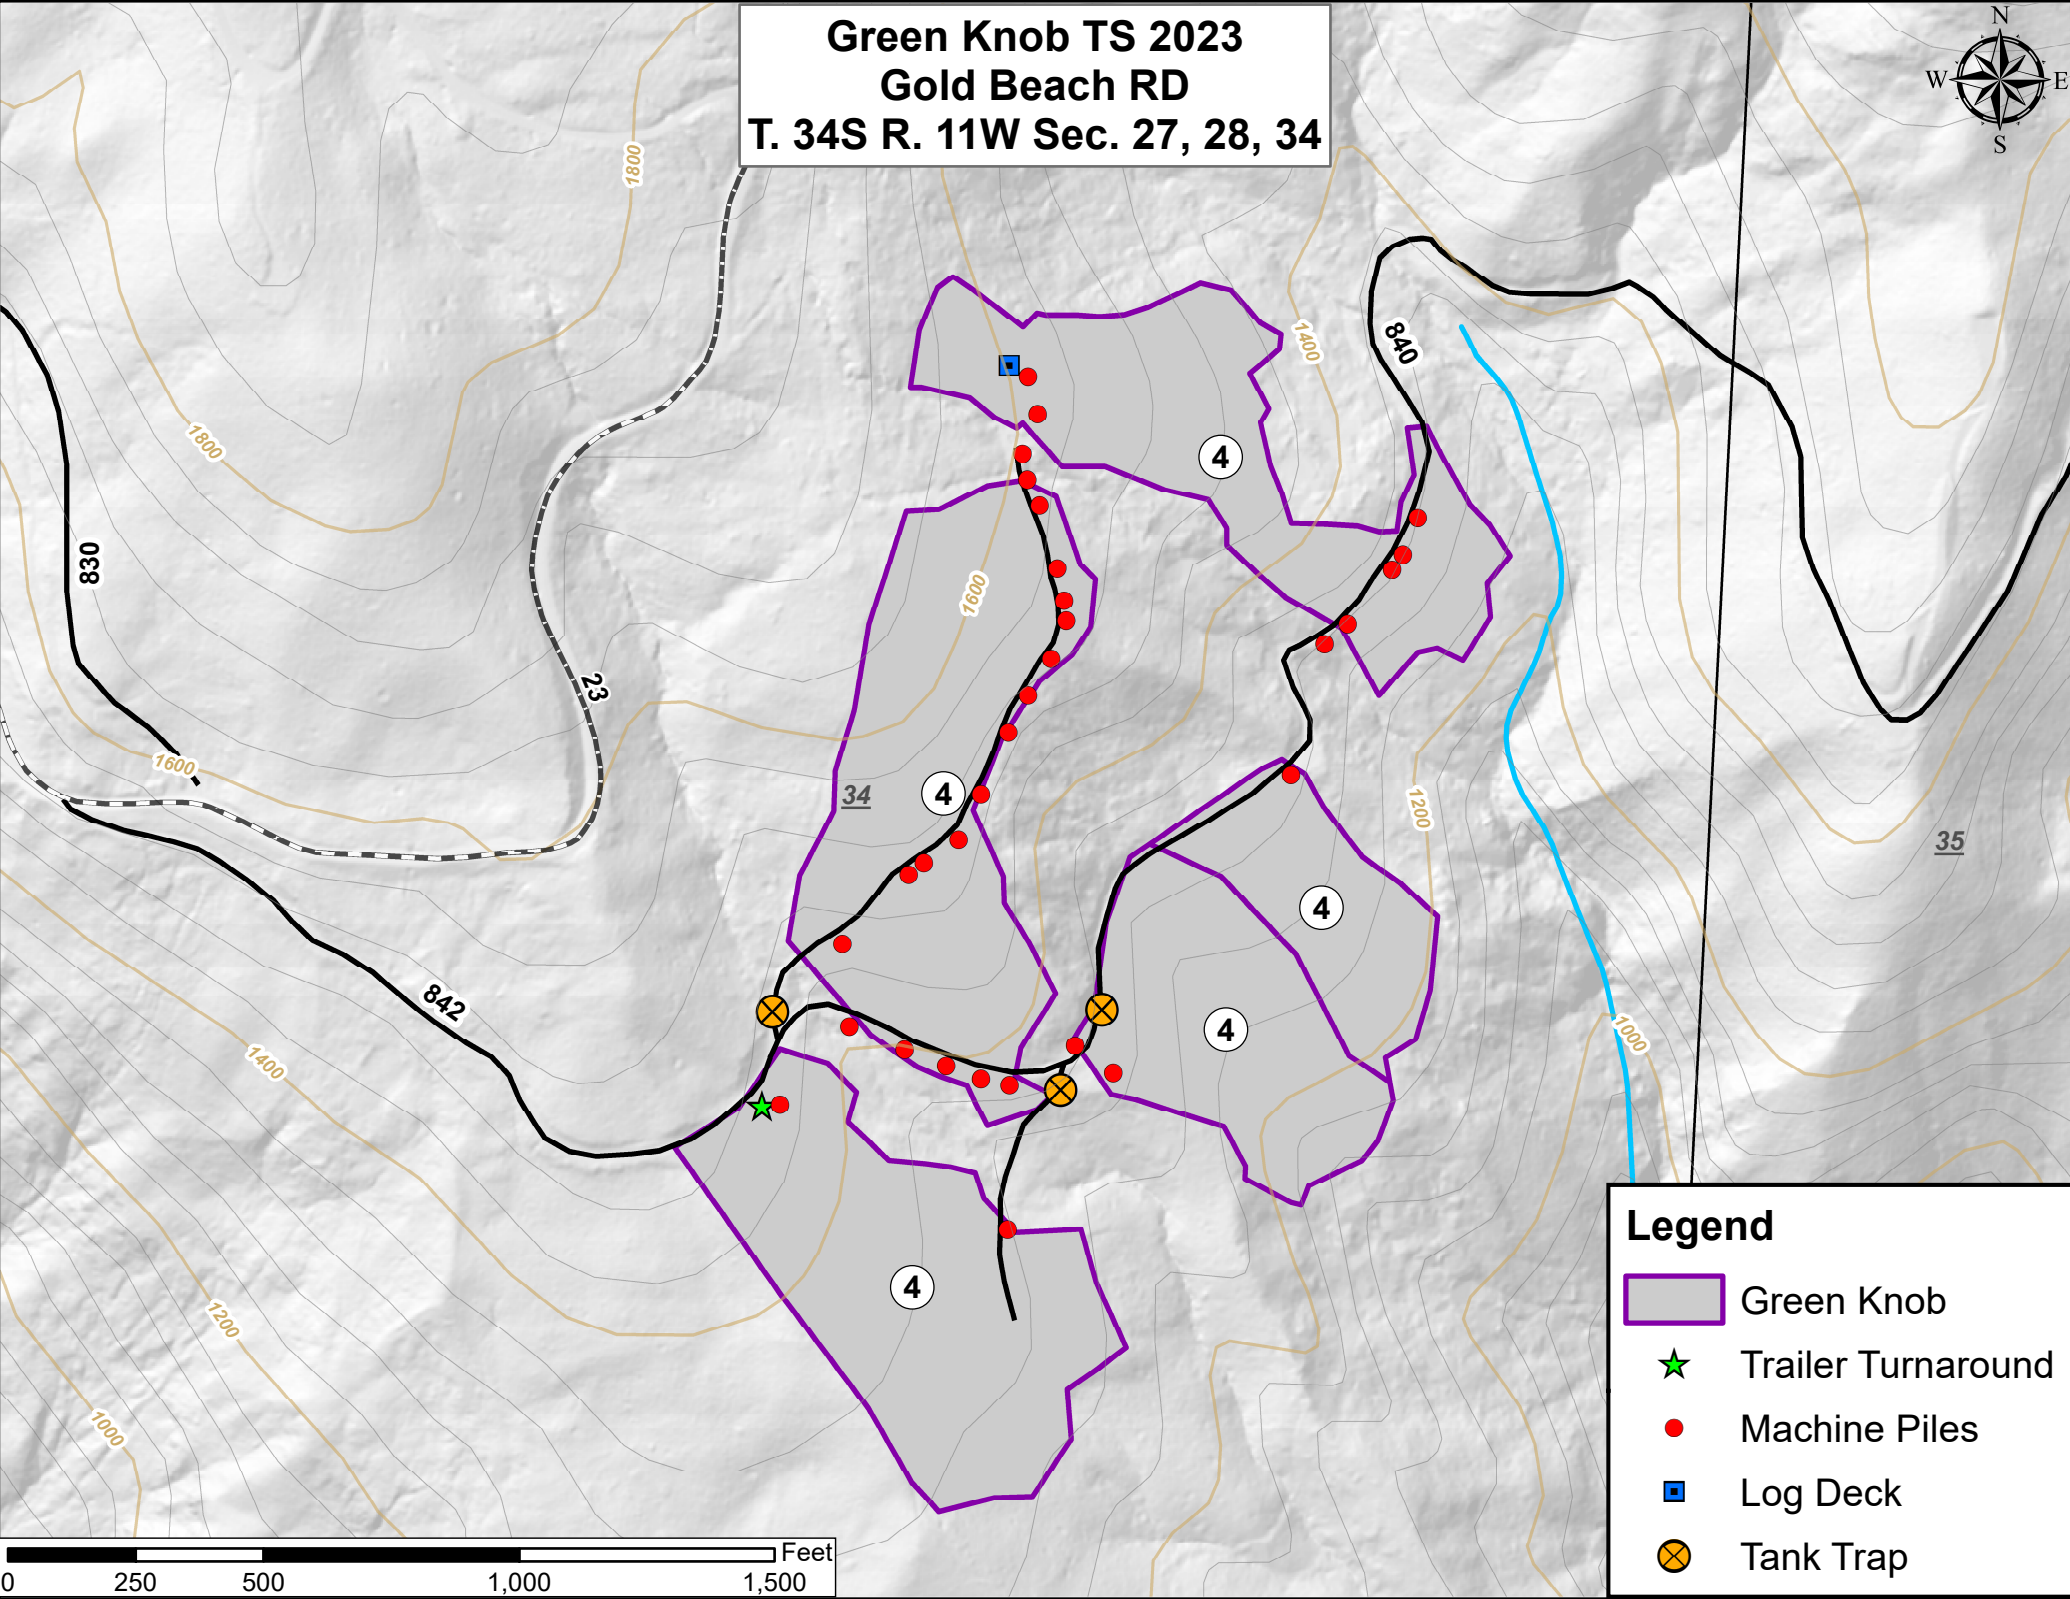 Green Knob TS 2023
Gold Beach RD
T. 34S R. 11W Sec. 27, 28, 34
N
W E
S
1800
1400
840
1800
4
830
1600
23
1600
34
4
1200
35
4
842
4
1000
1400
4
1200
1000
Legend
Green Knob
Trailer Turnaround
Machine Piles
Log Deck
Tank Trap
Feet
0 250 500 1,000 1,500